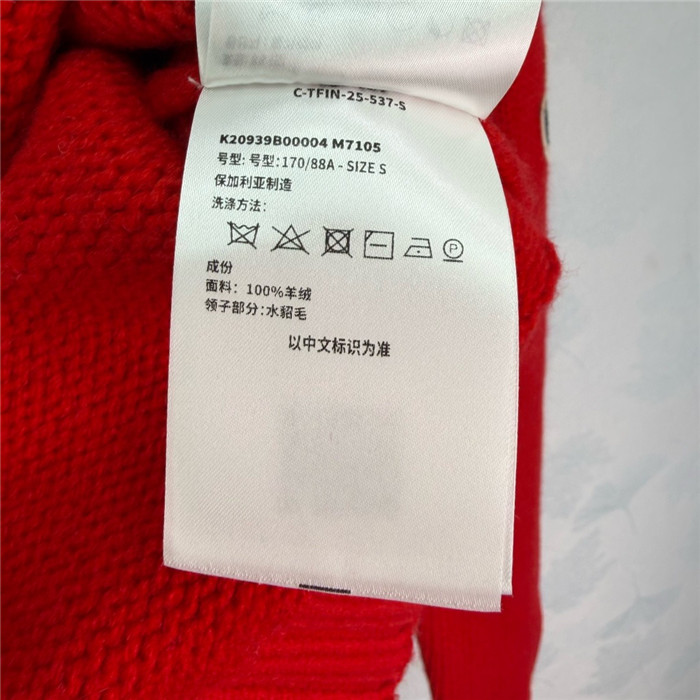 C-TFIN-25-537-S
K20939B00004 M7105
号型: 号型:170/88A - SIZE S
保加利亚制造
洗涤方法:
P
成份
面料: 100%羊绒
领子部分:水貂毛
以中文标识为准